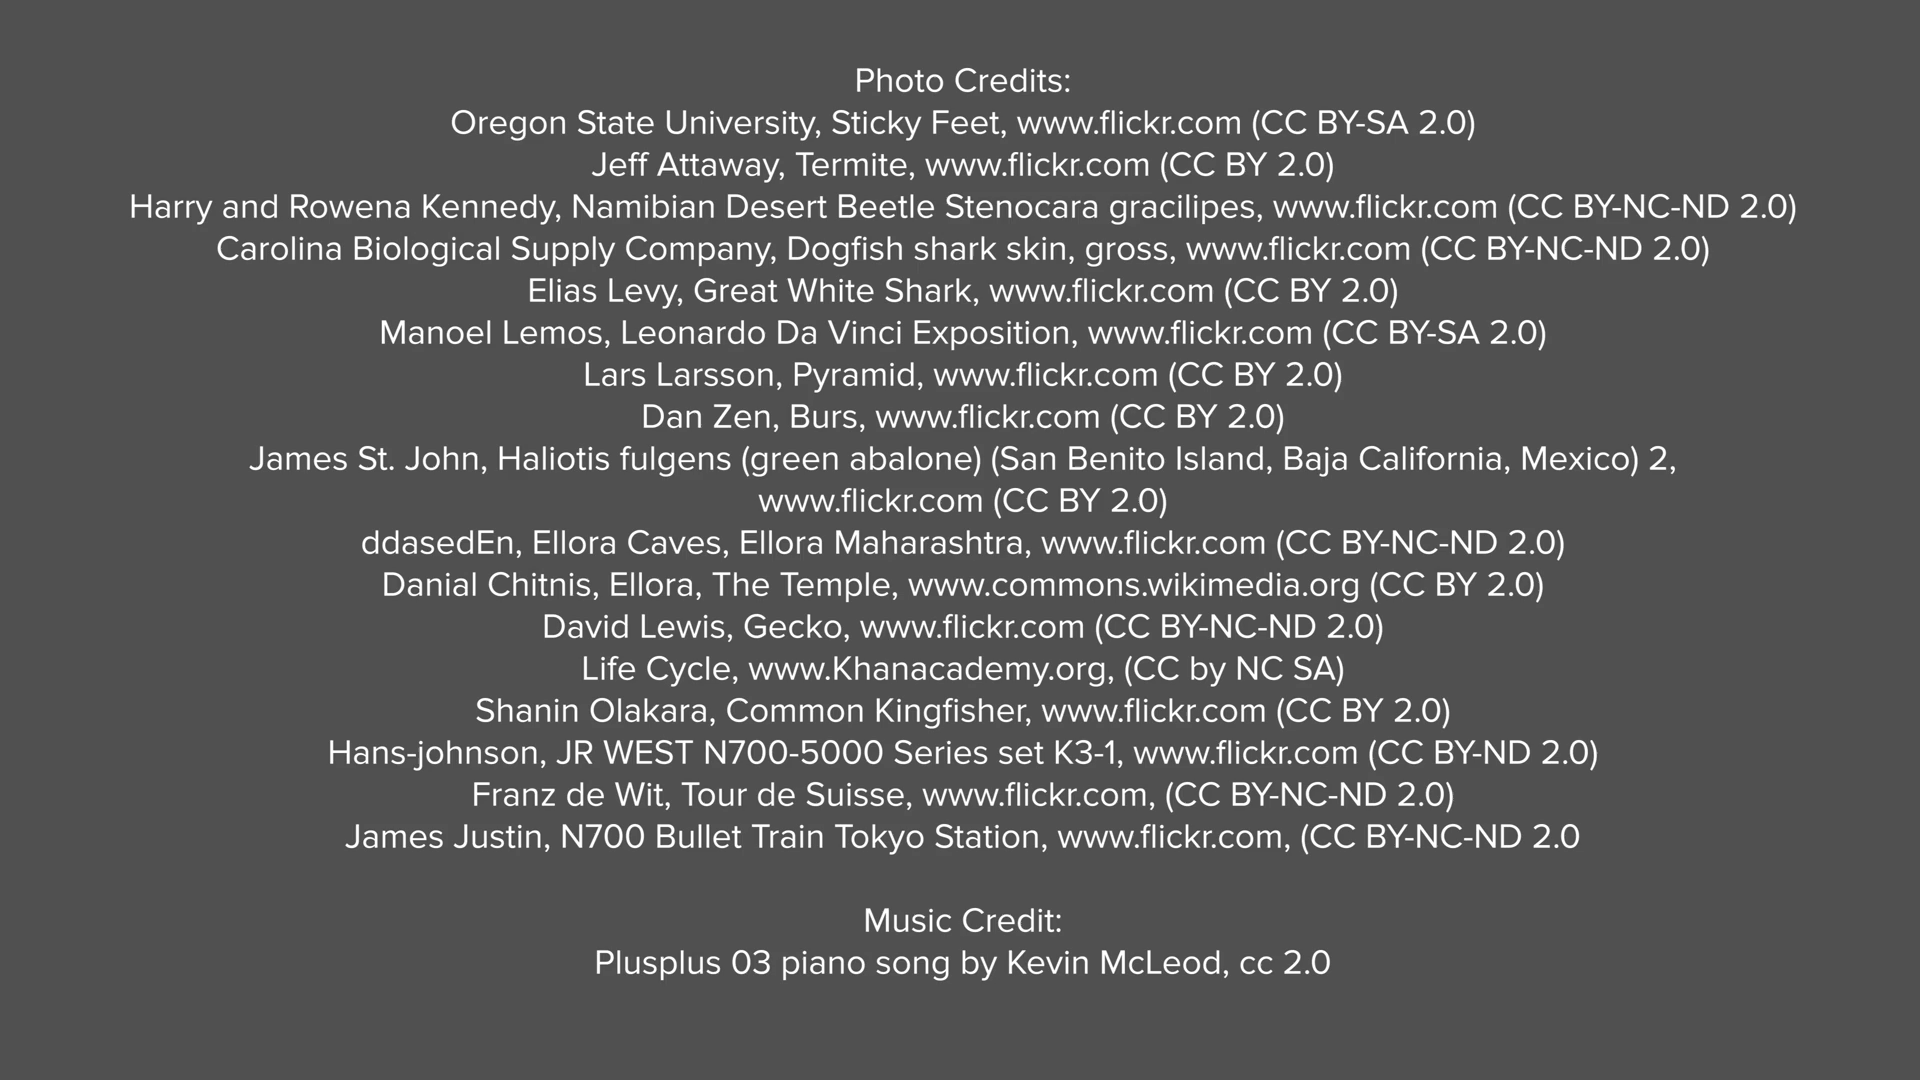 Photo Credits:
Oregon State University, Sticky Feet, www.flickr.com (CC BY-SA 2.0)
Jeff Attaway, Termite, www.flickr.com (CC BY 2.0)
Harry and Rowena Kennedy, Namibian Desert Beetle Stenocara gracilipes, www.flickr.com (CC BY-NC-ND 2.0)
Carolina Biological Supply Company, Dogfish shark skin, gross, www.flickr.com (CC BY-NC-ND 2.0)
Elias Levy, Great White Shark, www.flickr.com (CC BY 2.0)
Manoel Lemos, Leonardo Da Vinci Exposition, www.flickr.com (CC BY-SA 2.0)
Lars Larsson, Pyramid, www.flickr.com (CC BY 2.0)
Dan Zen, Burs, www.flickr.com (CC BY 2.0)
James St. John, Haliotis fulgens (green abalone) (San Benito Island, Baja California, Mexico) 2,
www.flickr.com (CC BY 2.0)
ddasedEn, Ellora Caves, Ellora Maharashtra, www.flickr.com (CC BY-NC-ND 2.0)
Danial Chitnis, Ellora, The Temple, www.commons.wikimedia.org (CC BY 2.0)
David Lewis, Gecko, www.flickr.com (CC BY-NC-ND 2.0)
Life Cycle, www.Khanacademy.org, (CC by NC SA)
Shanin Olakara, Common Kingfisher, www.flickr.com (CC BY 2.0)
Hans-johnson, JR WEST N700-5000 Series set K3-1, www.flickr.com (CC BY-ND 2.0)
Franz de Wit, Tour de Suisse, www.flickr.com, (CC BY-NC-ND 2.0)
James Justin, N700 Bullet Train Tokyo Station, www.flickr.com, (CC BY-NC-ND 2.0
Music Credit:
Plusplus 03 piano song by Kevin McLeod, cc 2.0